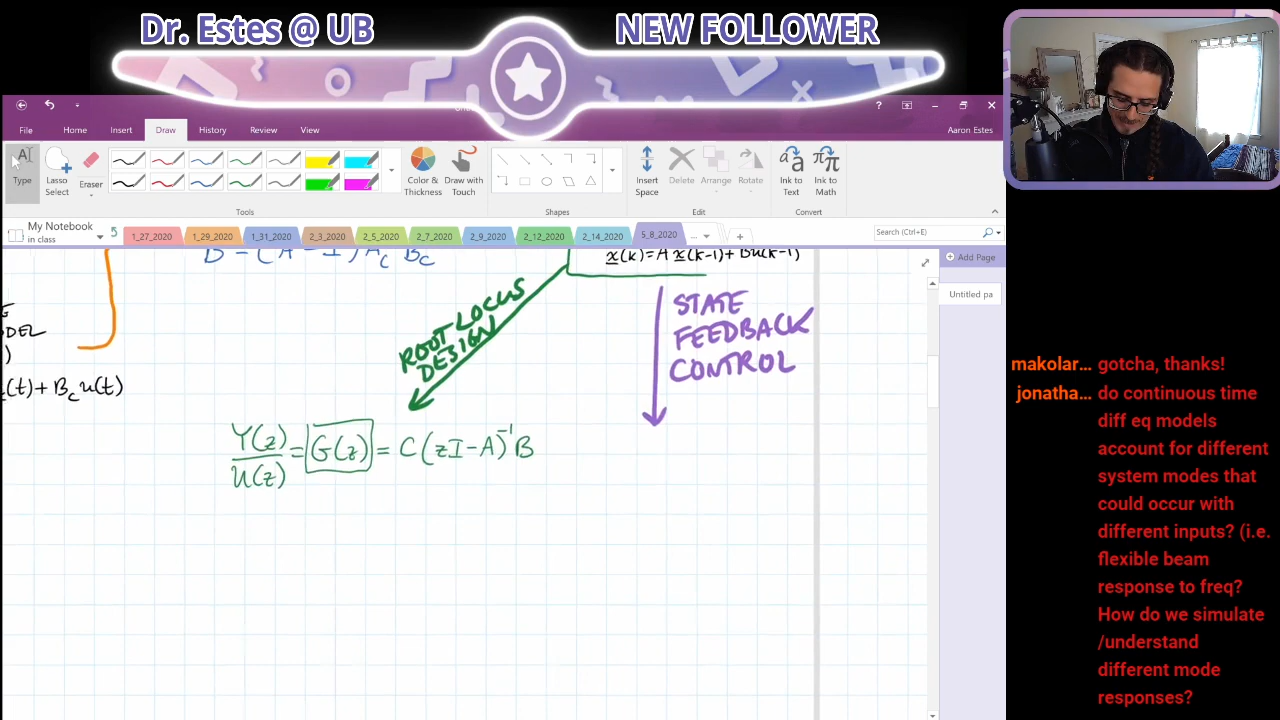 Dr. Estes @ UB
NEW FOLLOWER
File
Home
Insert
Draw
History
Review
View
Aaron Estes
Type
Lasso
Select
Eraser
Color &
Thickness
Draw with
Touch
Insert
Space
Delete
Arrange
Rotate
Ink to
Text
Ink to
Math
Tools
Shapes
Edit
Convert
My Notebook
in class
1_27_2020
1_29_2020
1_31_2020
2_3_2020
2_5_2020
2_7_2020
2_9_2020
2_12_2020
2_14_2020
5_8_2020
...
Search (Ctrl+E)
Add Page
Untitled pa
x(k)=A x(k-1)+ Bu(k-1)
ROOT LOCUS
DESIGN
STATE
FEEDBACK
CONTROL
DEL
)
(t)+ B_c u(t)
Y(z)/U(z) = G(z) = C(zI-A)⁻¹B
makolar... gotcha, thanks!
jonatha... do continuous time
diff eq models
account for different
system modes that
could occur with
different inputs? (i.e.
flexible beam
response to freq?
How do we simulate
/understand
different mode
responses?